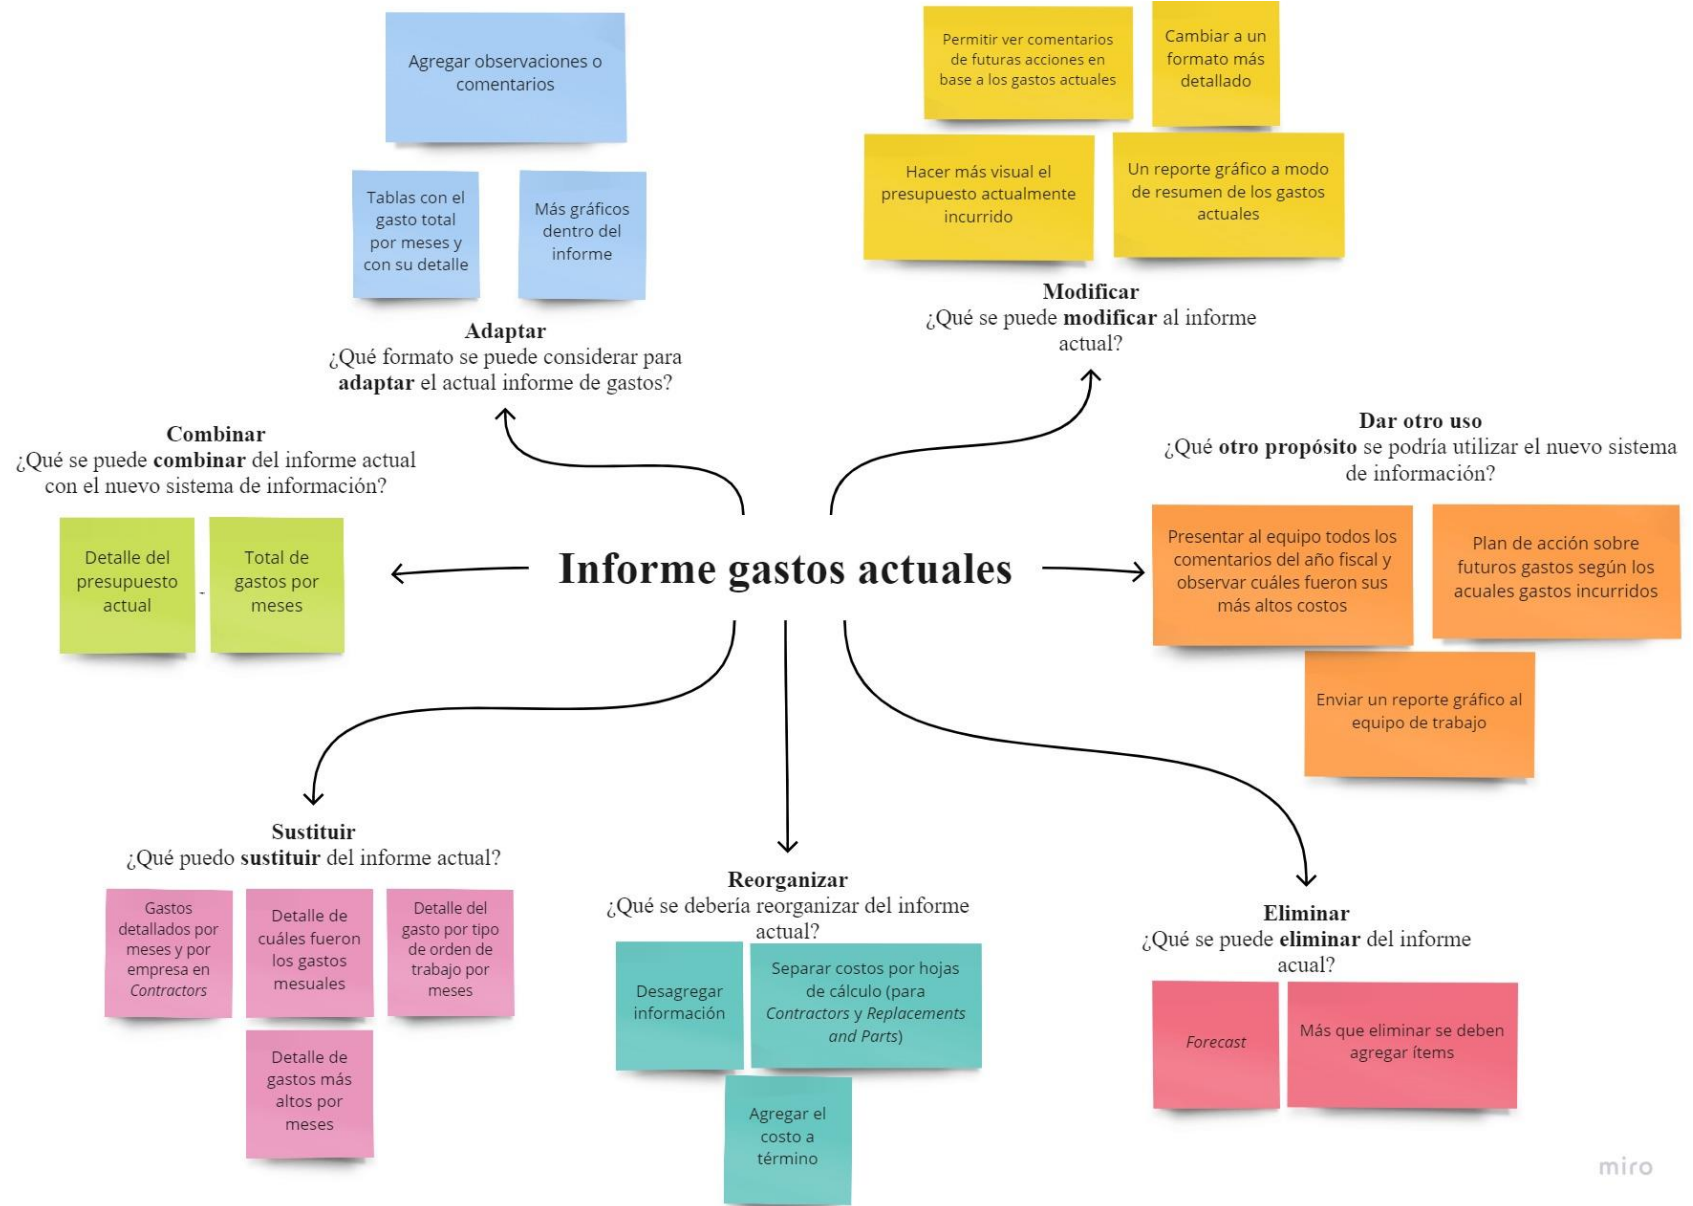 Agregar observaciones o
comentarios
Tablas con el
gasto total
por meses y
con su detalle
Más gráficos
dentro del
informe
Adaptar
¿Qué formato se puede considerar para
adaptar el actual informe de gastos?
Permitir ver comentarios
de futuras acciones en
base a los gastos actuales
Cambiar a un
formato más
detallado
Hacer más visual el
presupuesto actualmente
incurrido
Un reporte gráfico a modo
de resumen de los gastos
actuales
Modificar
¿Qué se puede modificar al informe
actual?
Combinar
¿Qué se puede combinar del informe actual
con el nuevo sistema de información?
Detalle del
presupuesto
actual
-
Total de
gastos por
meses
Informe gastos actuales
Dar otro uso
¿Qué otro propósito se podría utilizar el nuevo sistema
de información?
Presentar al equipo todos los
comentarios del año fiscal y
observar cuáles fueron sus
más altos costos
Plan de acción sobre
futuros gastos según los
acuales gastos incurridos
Enviar un reporte gráfico al
equipo de trabajo
Sustituir
¿Qué puedo sustituir del informe actual?
Gastos
detallados por
meses y por
empresa en
Contractors
Detalle de
cuáles fueron
los gastos
mesuales
Detalle del
gasto por tipo
de orden de
trabajo por
meses
Detalle de
gastos más
altos por
meses
Reorganizar
¿Qué se debería reorganizar del informe
actual?
Desagregar
información
Separar costos por hojas
de cálculo (para
Contractors y Replacements
and Parts)
Agregar el
costo a
término
Eliminar
¿Qué se puede eliminar del informe
acual?
Forecast
Más que eliminar se deben
agregar ítems
miro